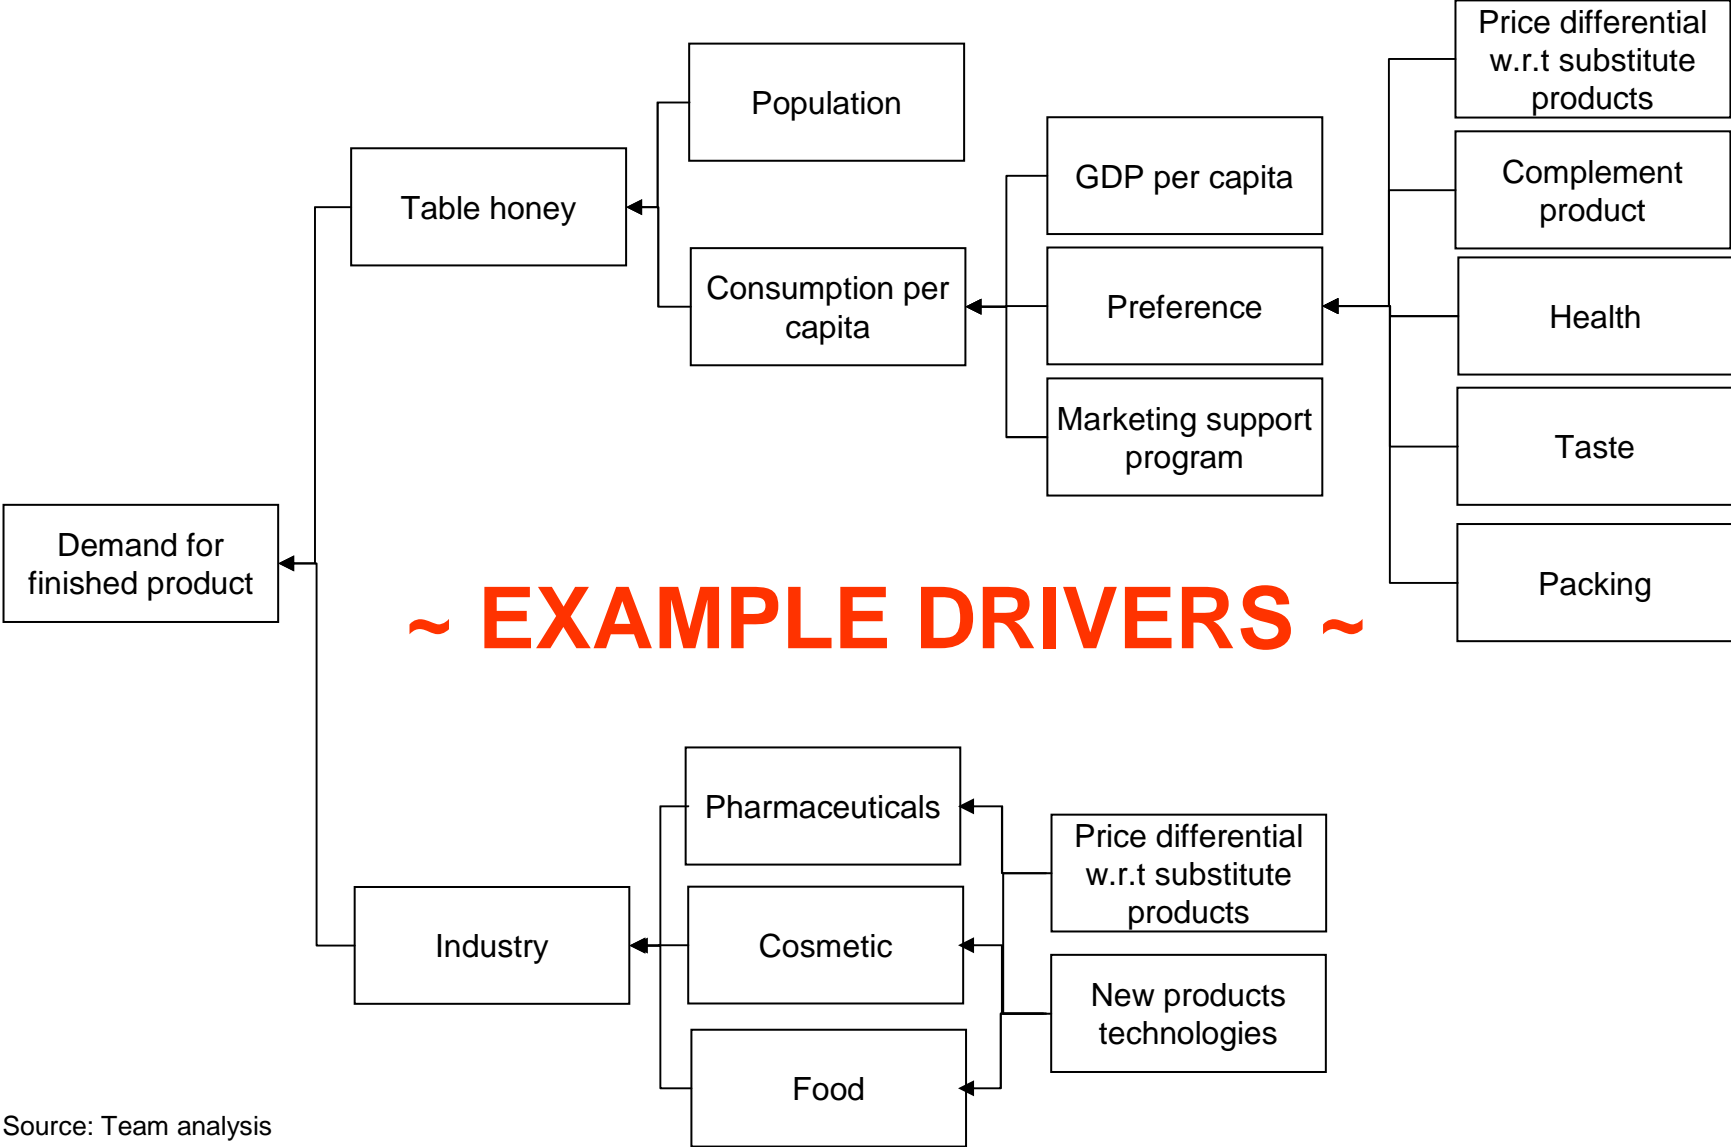 Price differential
w.r.t substitute
products
Population
Complement
product
GDP per capita
Table honey
Consumption per
capita
Preference
Health
Marketing support
program
Taste
Demand for
finished product
~ EXAMPLE DRIVERS ~
Packing
Pharmaceuticals
Price differential
w.r.t substitute
products
Industry
Cosmetic
New products
technologies
Food
Source: Team analysis